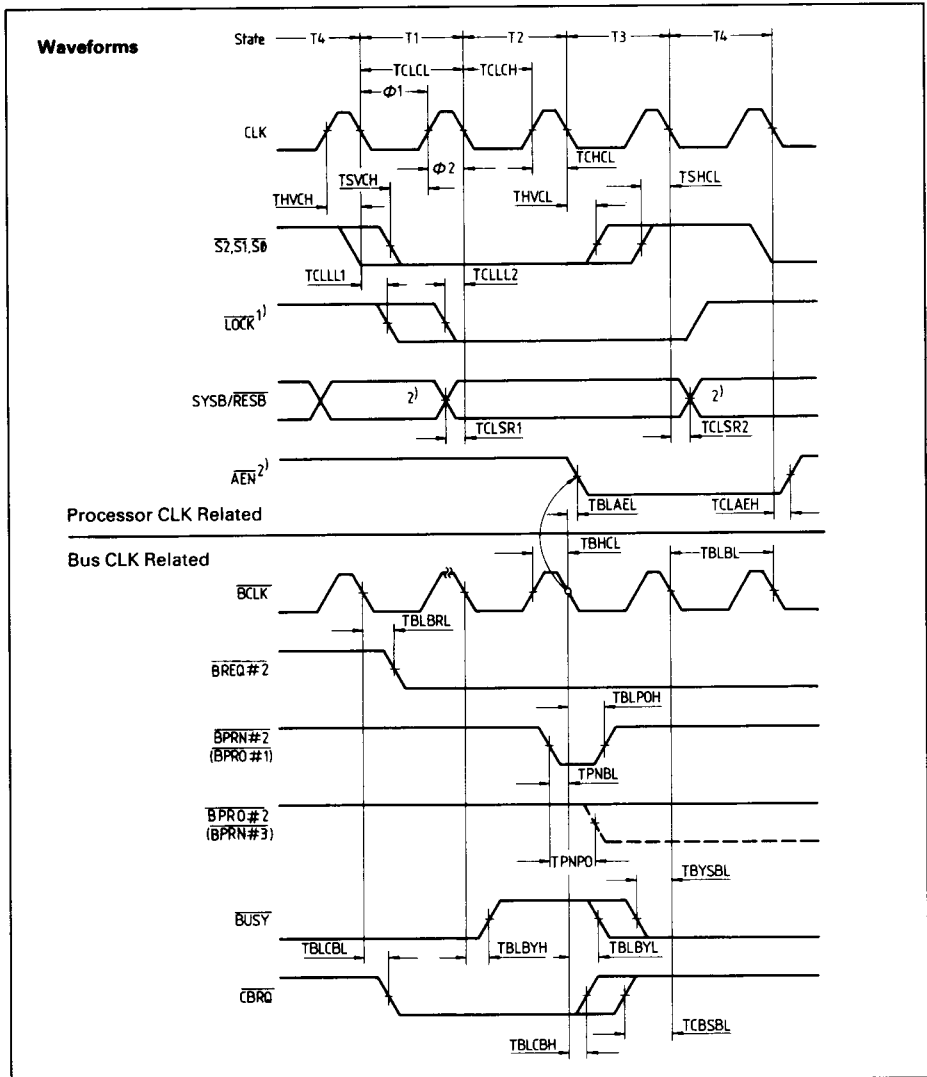 Waveforms
State T4 T1 T2 T3 T4
TCLCL TCLCH
Φ1
CLK
Φ2 TCHCL
TSVCH TSHCL
THVCH THVCL
S2,S1,S0
TCLLL1 TCLLL2
LOCK 1)
SYSB/RESB 2) 2)
TCLSR1 TCLSR2
AEN 2)
TBLAEL TCLAEH
Processor CLK Related
Bus CLK Related
TBHCL TBLBL
BCLK
TBLBRL
BREQ#2
TBLPOH
BPRN#2
(BPRO#1)
TPNBL
BPRO#2
(BPRN#3)
TPNPO
TBYSBL
BUSY
TBLCBL TBLBYH TBLBYL
CBRQ
TBLCBH TCBSBL